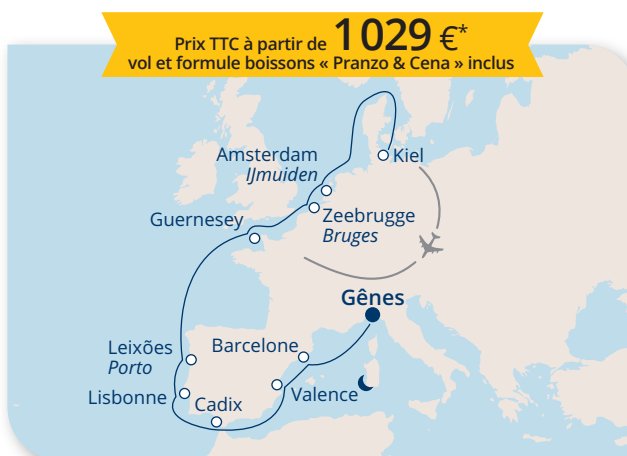 Prix TTC à partir de 1 029 €*
vol et formule boissons « Pranzo & Cena » inclus
Amsterdam
IJmuiden
Kiel
Zeebrugge
Bruges
Guernesey
Gênes
Leixões
Porto
Barcelone
Lisbonne
Cadix
Valence